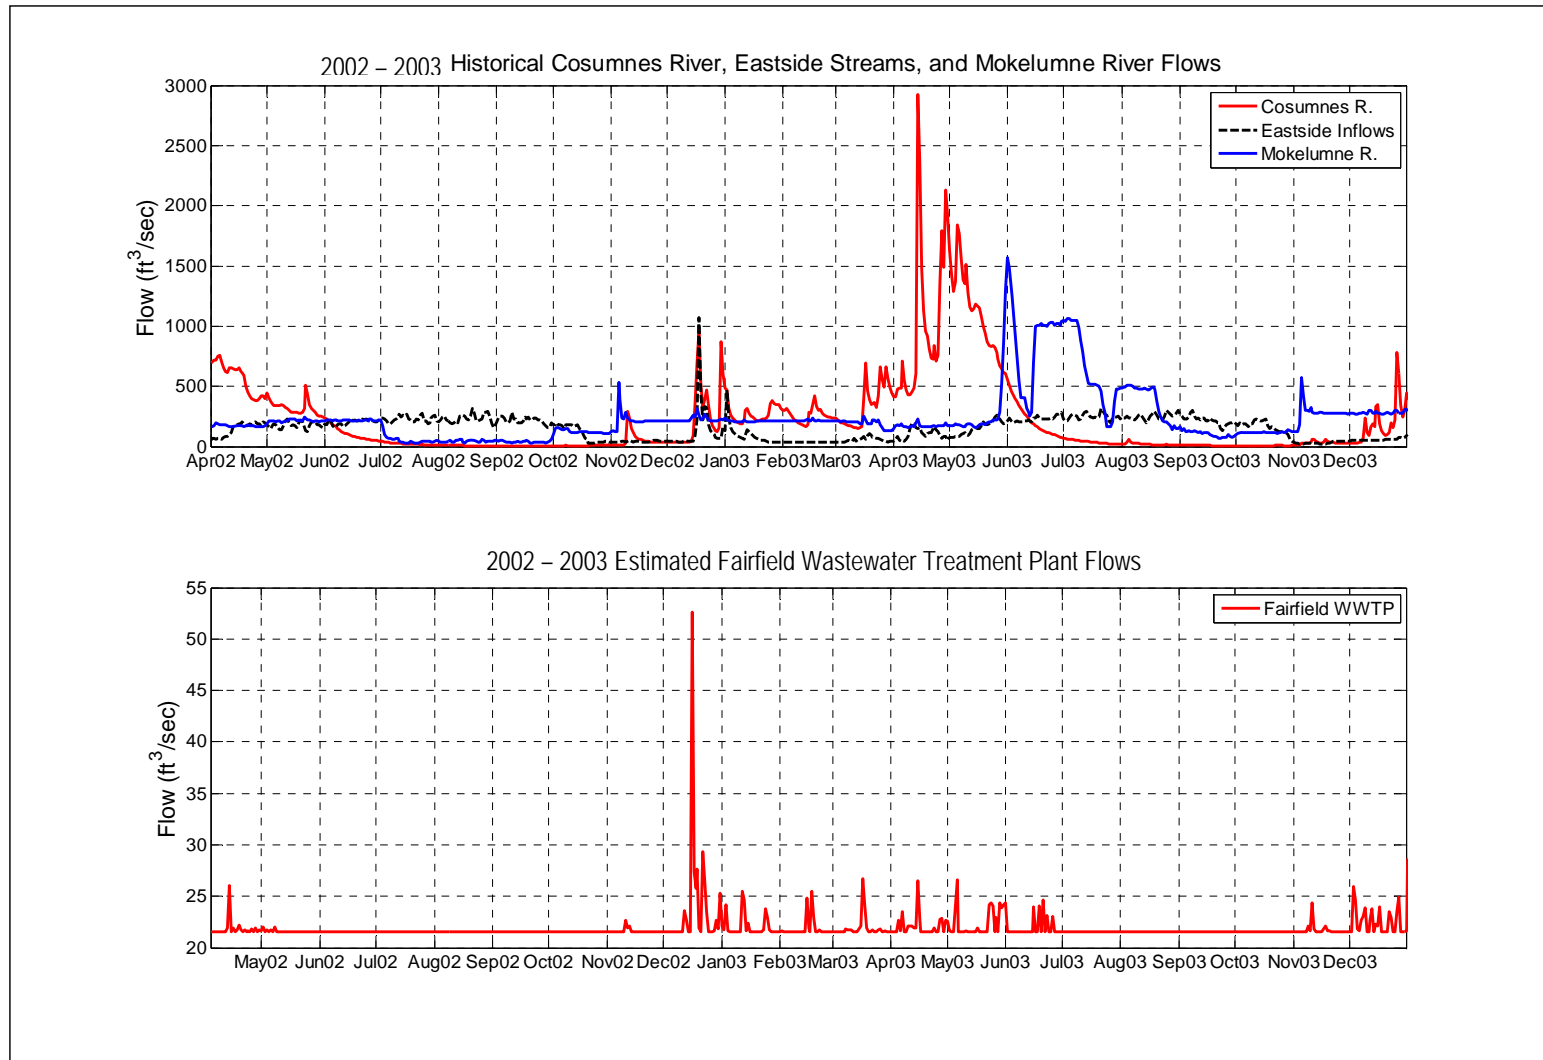 2002 – 2003 Historical Cosumnes River, Eastside Streams, and Mokelumne River Flows
3000
2500
2000
1500
1000
500
0
Flow (ft³/sec)
Cosumnes R.
Eastside Inflows
Mokelumne R.
Apr02 May02 Jun02 Jul02 Aug02 Sep02 Oct02 Nov02 Dec02 Jan03 Feb03 Mar03 Apr03 May03 Jun03 Jul03 Aug03 Sep03 Oct03 Nov03 Dec03
2002 – 2003 Estimated Fairfield Wastewater Treatment Plant Flows
55
50
45
40
35
30
25
20
Flow (ft³/sec)
Fairfield WWTP
May02 Jun02 Jul02 Aug02 Sep02 Oct02 Nov02 Dec02 Jan03 Feb03 Mar03 Apr03 May03 Jun03 Jul03 Aug03 Sep03 Oct03 Nov03 Dec03